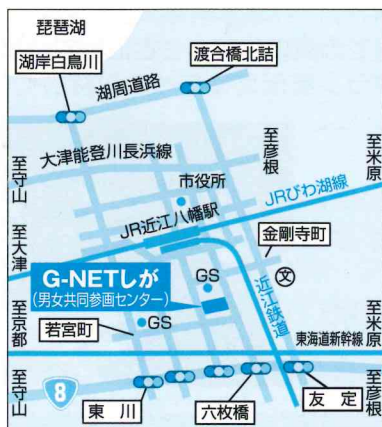 琵琶湖
渡合橋北詰
湖岸白鳥川
湖周道路
至彦根
至米原
大津能登川長浜線
至守山
市役所
JRびわ湖線
JR近江八幡駅
金剛寺町
至大津
G-NETしが
(男女共同参画センター)
GS
文
近江鉄道
至京都
若宮町
GS
至米原
東海道新幹線
至守山
8
東川
六枚橋
友定
至彦根